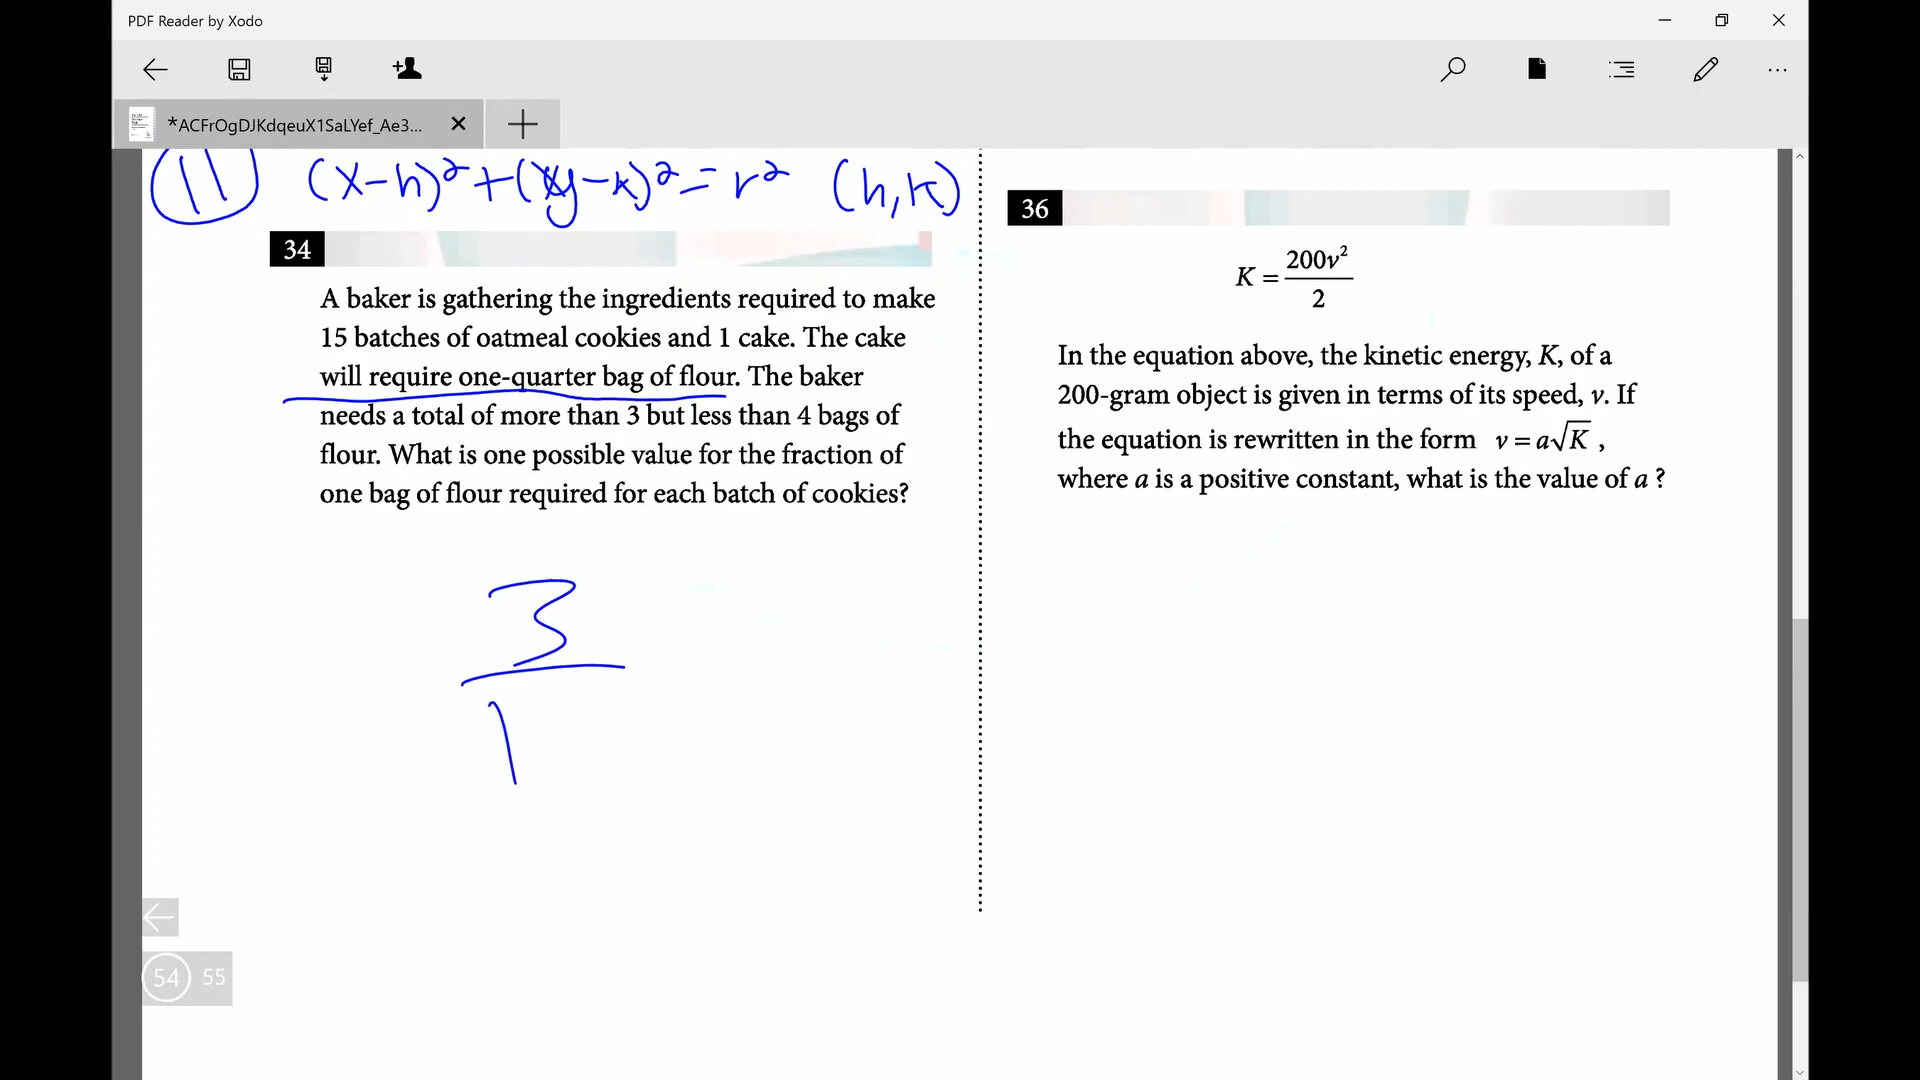 PDF Reader by Xodo
*ACFrOgDJKdqeuX1SaLYef_Ae3...
11 (x-h)²+(y-k)²=r² (h,k)
34
A baker is gathering the ingredients required to make
15 batches of oatmeal cookies and 1 cake. The cake
will require one-quarter bag of flour. The baker
needs a total of more than 3 but less than 4 bags of
flour. What is one possible value for the fraction of
one bag of flour required for each batch of cookies?
3
1
36
K = 200v²/2
In the equation above, the kinetic energy, K, of a
200-gram object is given in terms of its speed, v. If
the equation is rewritten in the form v = a√K ,
where a is a positive constant, what is the value of a ?
54 55